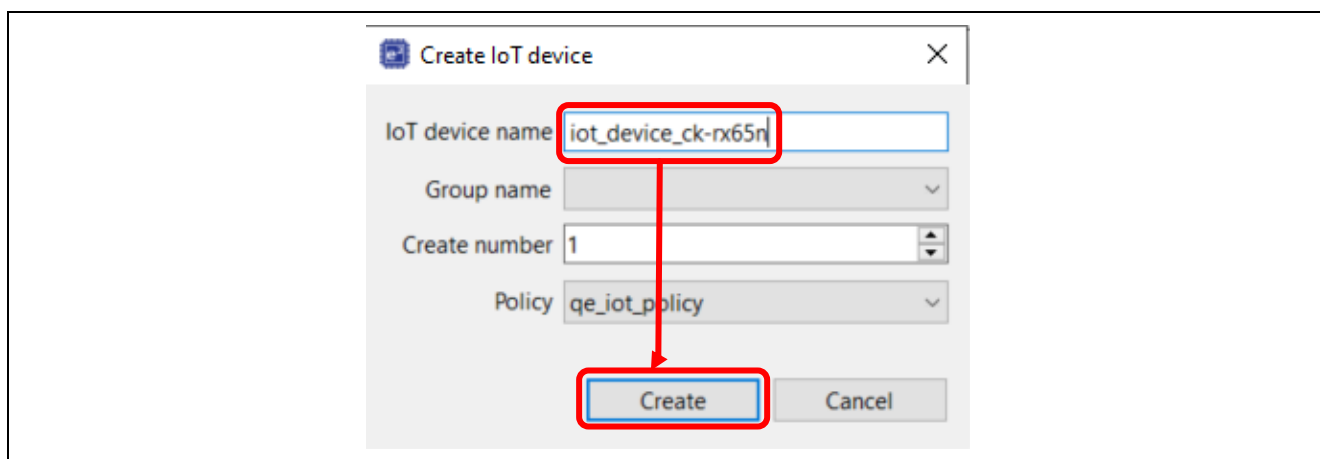 Create IoT device
IoT device name iot_device_ck-rx65n
Group name
Create number 1
Policy qe_iot_policy
Create Cancel